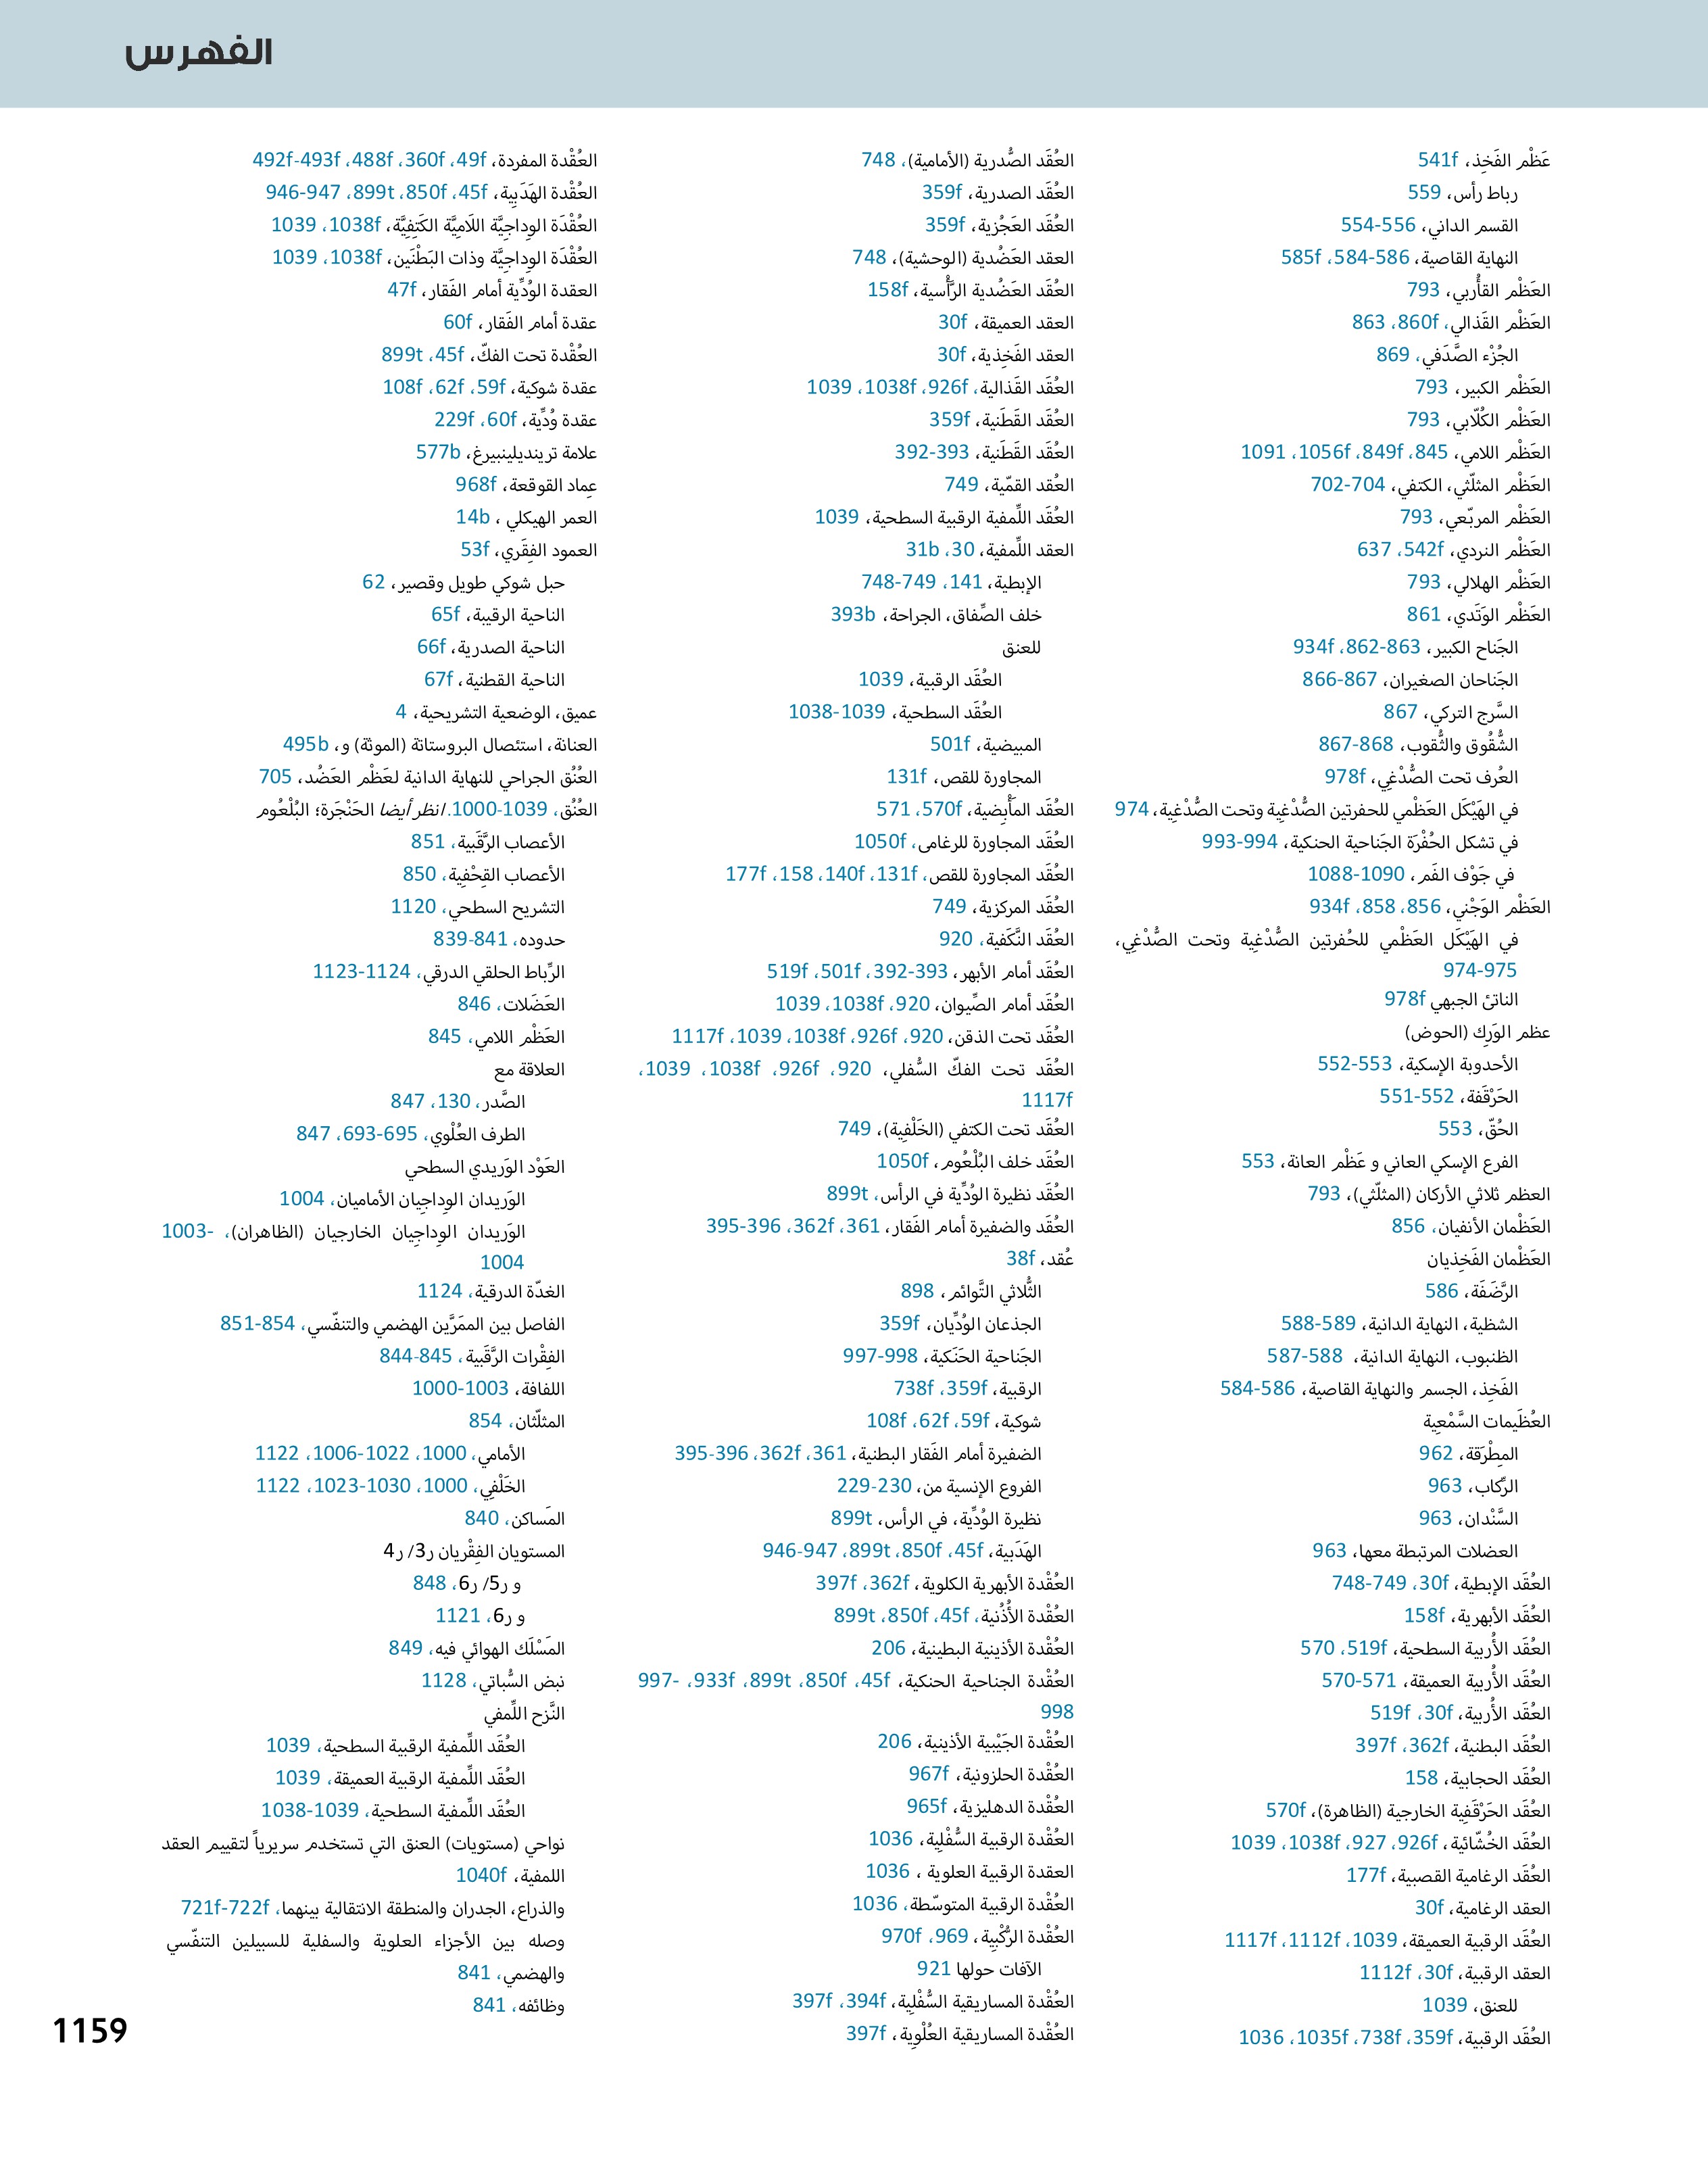 الفهرس
عَظْم الفَخِذ، 541f
رباط رأس، 559
القسم الداني، 554-556
النهاية القاصية، 584-586، 585f
العَظْم القأْربي، 793
العَظْم القَذالي، 860f، 863
الجُزْء الصَّدَفي، 869
العَظْم الكبير، 793
العَظْم الكُلّابي، 793
العَظْم اللامي، 845، 849f، 1056f، 1091
العَظْم المثلّثي، الكتفي، 702-704
العَظْم المربّعي، 793
العَظْم النردي، 542f، 637
العَظْم الهلالي، 793
العَظْم الوَتَدي، 861
الجَناح الكبير، 862-863، 934f
الجَناحان الصغيران، 866-867
السَّرج التركي، 867
الشُّقُوق والثُّقوب، 867-868
العُرف تحت الصُّدْغي، 978f
في الهَيْكَل العَظْمي للحفرتين الصُّدْغِية وتحت الصُّدْغِية، 974
في تشكل الحُفْرَة الجَناحية الحنكية، 993-994
في جَوْف الفَم، 1088-1090
العَظْم الوَجْني، 856، 858، 934f
في الهَيْكَل العَظْمي للحُفرتين الصُّدْغِية وتحت الصُّدْغي،
974-975
الناتئ الجبهي 978f
عظم الوَرِك (الحوض)
الأحدوبة الإسكية، 552-553
الحَرْقَفة، 551-552
الحُقّ، 553
الفرع الإسكي العاني و عَظْم العانة، 553
العظم ثلاثي الأركان (المثلّثي)، 793
العَظْمان الأنفيان، 856
العَظْمان الفَخِذيان
الرَّضَفَة، 586
الشظية، النهاية الدانية، 588-589
الظنبوب، النهاية الدانية، 587-588
الفَخِذ، الجسم والنهاية القاصية، 584-586
العُظَيمات السَّمْعِية
المِطْرَقة، 962
الرِّكاب، 963
السَّنْدان، 963
العضلات المرتبطة معها، 963
العُقَد الإبطية، 30f، 748-749
العُقَد الأبهرية، 158f
العُقَد الأُربية السطحية، 519f، 570
العُقَد الأُربية العميقة، 570-571
العُقَد الأُربية، 30f، 519f
العُقَد البطنية، 362f، 397f
العُقَد الحجابية، 158
العُقَد الحَرْقَفِية الخارجية (الظاهرة)، 570f
العُقَد الخُشّائية، 926f، 927، 1038f، 1039
العُقَد الرغامية القصبية، 177f
العقد الرغامية، 30f
العُقَد الرقبية العميقة، 1039، 1112f، 1117f
العقد الرقبية، 30f، 1112f
للعنق، 1039
العُقَد الرقبية، 359f، 738f، 1035f، 1036
العُقَد الصُّدرية (الأمامية)، 748
العُقَد الصدرية، 359f
العُقَد العَجُزية، 359f
العقد العَضُدية (الوحشية)، 748
العُقَد العَضُدية الرَّأْسية، 158f
العقد العميقة، 30f
العقد الفَخِذية، 30f
العُقَد القَذالية، 926f، 1038f، 1039
العُقَد القَطَنية، 359f
العُقَد القَطَنية، 392-393
العُقد القمّية، 749
العُقَد اللِّمفية الرقبية السطحية، 1039
العقد اللِّمفية، 30، 31b
الإبطية، 141، 748-749
خلف الصِّفاق، الجراحة، 393b
للعنق
العُقَد الرقبية، 1039
العُقَد السطحية، 1038-1039
المبيضية، 501f
المجاورة للقص، 131f
العُقَد المَأْبِضية، 570f، 571
العُقَد المجاورة للرغامى، 1050f
العُقَد المجاورة للقص، 131f، 140f، 158، 177f
العُقَد المركزية، 749
العُقَد النَّكَفية، 920
العُقَد أمام الأبهر، 392-393، 501f، 519f
العُقَد أمام الصِّيوان، 920، 1038f، 1039
العُقَد تحت الذقن، 920، 926f، 1038f، 1039، 1117f
العُقَد تحت الفكّ السُّفلي، 920، 926f، 1038f، 1039،
1117f
العُقَد تحت الكتفي (الخَلْفِية)، 749
العُقَد خلف البُلْعُوم، 1050f
العُقَد نظيرة الوُدِّية في الرأس، 899t
العُقَد والضفيرة أمام الفَقار، 361، 362f، 395-396
عُقد، 38f
الثُّلاثي التَّوائم، 898
الجذعان الوُدِّيان، 359f
الجَناحية الحَنَكية، 997-998
الرقبية، 359f، 738f
شوكية، 59f، 62f، 108f
الضفيرة أمام الفَقار البطنية، 361، 362f، 395-396
الفروع الإنسية من، 229-230
نظيرة الوُدِّية، في الرأس، 899t
الهَدَبية، 45f، 850f، 899t، 946-947
العُقْدة الأبهرية الكلوية، 362f، 397f
العُقْدة الأُذُنية، 45f، 850f، 899t
العُقْدة الأذينية البطينية، 206
العُقْدة الجناحية الحنكية، 45f، 850f، 899t، 933f، 997-
998
العُقْدة الجَيْبية الأذينية، 206
العُقْدة الحلزونية، 967f
العُقْدة الدهليزية، 965f
العُقْدة الرقبية السُّفْلِية، 1036
العقدة الرقبية العلوية ، 1036
العُقْدة الرقبية المتوسّطة، 1036
العُقْدة الرُّكْبِية، 969، 970f
الآفات حولها 921
العُقْدة المساريقية السُّفْلِية، 394f، 397f
العُقْدة المساريقية العُلْوِية، 397f
العُقْدة المفردة، 49f، 360f، 488f، 492f-493f
العُقْدة الهَدَبِية، 45f، 850f، 899t، 946-947
العُقْدَة الوِداجِيَّة اللَامِيَّة الكَتِفِيَّة، 1038f، 1039
العُقْدَة الوِداجِيَّة وذات البَطْنَين، 1038f، 1039
العقدة الوُدِّية أمام الفَقار، 47f
عقدة أمام الفَقار، 60f
العُقْدة تحت الفكّ، 45f، 899t
عقدة شوكية، 59f، 62f، 108f
عقدة وُدِّية، 60f، 229f
علامة ترينديلينبيرغ، 577b
عِماد القوقعة، 968f
العمر الهيكلي ، 14b
العمود الفِقَري، 53f
حبل شوكي طويل وقصير، 62
الناحية الرقيبة، 65f
الناحية الصدرية، 66f
الناحية القطنية، 67f
عميق، الوضعية التشريحية، 4
العنانة، استئصال البروستاتة (الموثة) و، 495b
العُنُق الجراحي للنهاية الدانية لعَظْم العَضُد، 705
العُنُق، 1000-1039. انظر أيضا الحَنْجَرة؛ البُلْعُوم
الأعصاب الرَّقَبية، 851
الأعصاب القِحْفِية، 850
التشريح السطحي، 1120
حدوده، 839-841
الرِّباط الحلقي الدرقي، 1123-1124
العَضَلات، 846
العَظْم اللامي، 845
العلاقة مع
الصَّدر، 130، 847
الطرف العُلْوي، 693-695، 847
العَوْد الوَريدي السطحي
الوَريدان الوداجِيان الأماميان، 1004
الوَريدان الوِداجِيان الخارجيان (الظاهران)، 1003-
1004
الغدّة الدرقية، 1124
الفاصل بين الممَرَّين الهضمي والتنفّسي، 851-854
الفِقْرات الرَّقَبية، 844-845
اللفافة، 1000-1003
المثلّثان، 854
الأمامي، 1000، 1006-1022، 1122
الخَلْفِي، 1000، 1023-1030، 1122
المَساكن، 840
المستويان الفِقْريان ر3/ ر4
و ر5/ ر6، 848
و ر6، 1121
المَسْلَك الهوائي فيه، 849
نبض السُّباتي، 1128
النَّزح اللِّمفي
العُقَد اللِّمفية الرقبية السطحية، 1039
العُقَد اللِّمفية الرقبية العميقة، 1039
العُقَد اللِّمفية السطحية، 1038-1039
نواحي (مستويات) العنق التي تستخدم سريرياً لتقييم العقد
اللمفية، 1040f
والذراع، الجدران والمنطقة الانتقالية بينهما، 721f-722f
وصله بين الأجزاء العلوية والسفلية للسبيلين التنفّسي
والهضمي، 841
وظائفه، 841
1159